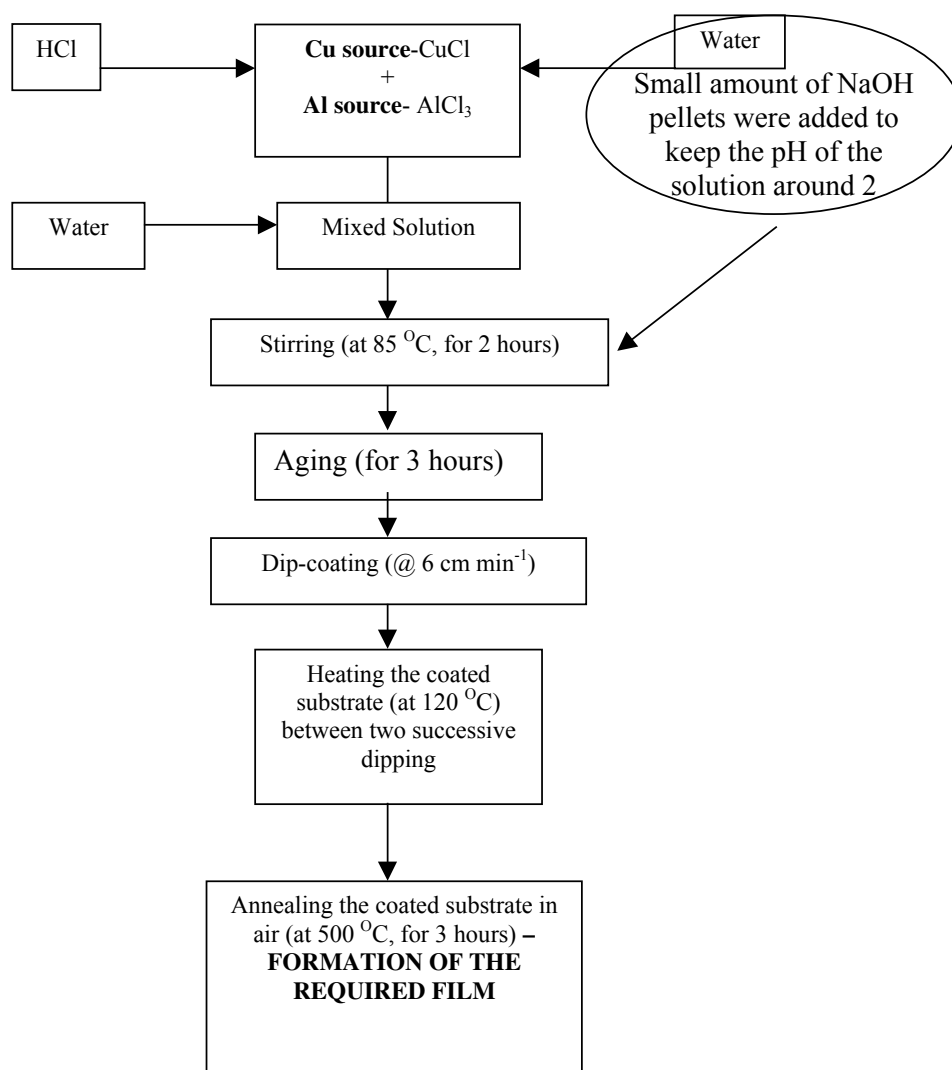 HCl
Cu source-CuCl
+
Al source- AlCl₃
Water
Small amount of NaOH
pellets were added to
keep the pH of the
solution around 2
Water
Mixed Solution
Stirring (at 85 ᴼC, for 2 hours)
Aging (for 3 hours)
Dip-coating (@ 6 cm min⁻¹)
Heating the coated
substrate (at 120 ᴼC)
between two successive
dipping
Annealing the coated substrate in
air (at 500 ᴼC, for 3 hours) –
FORMATION OF THE
REQUIRED FILM